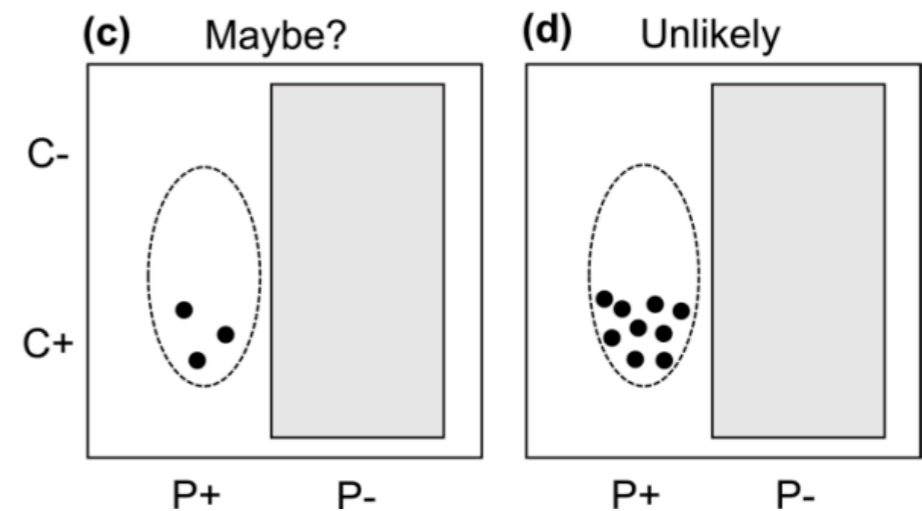 (c) Maybe?
(d) Unlikely
C-
C+
P+ P-
P+ P-